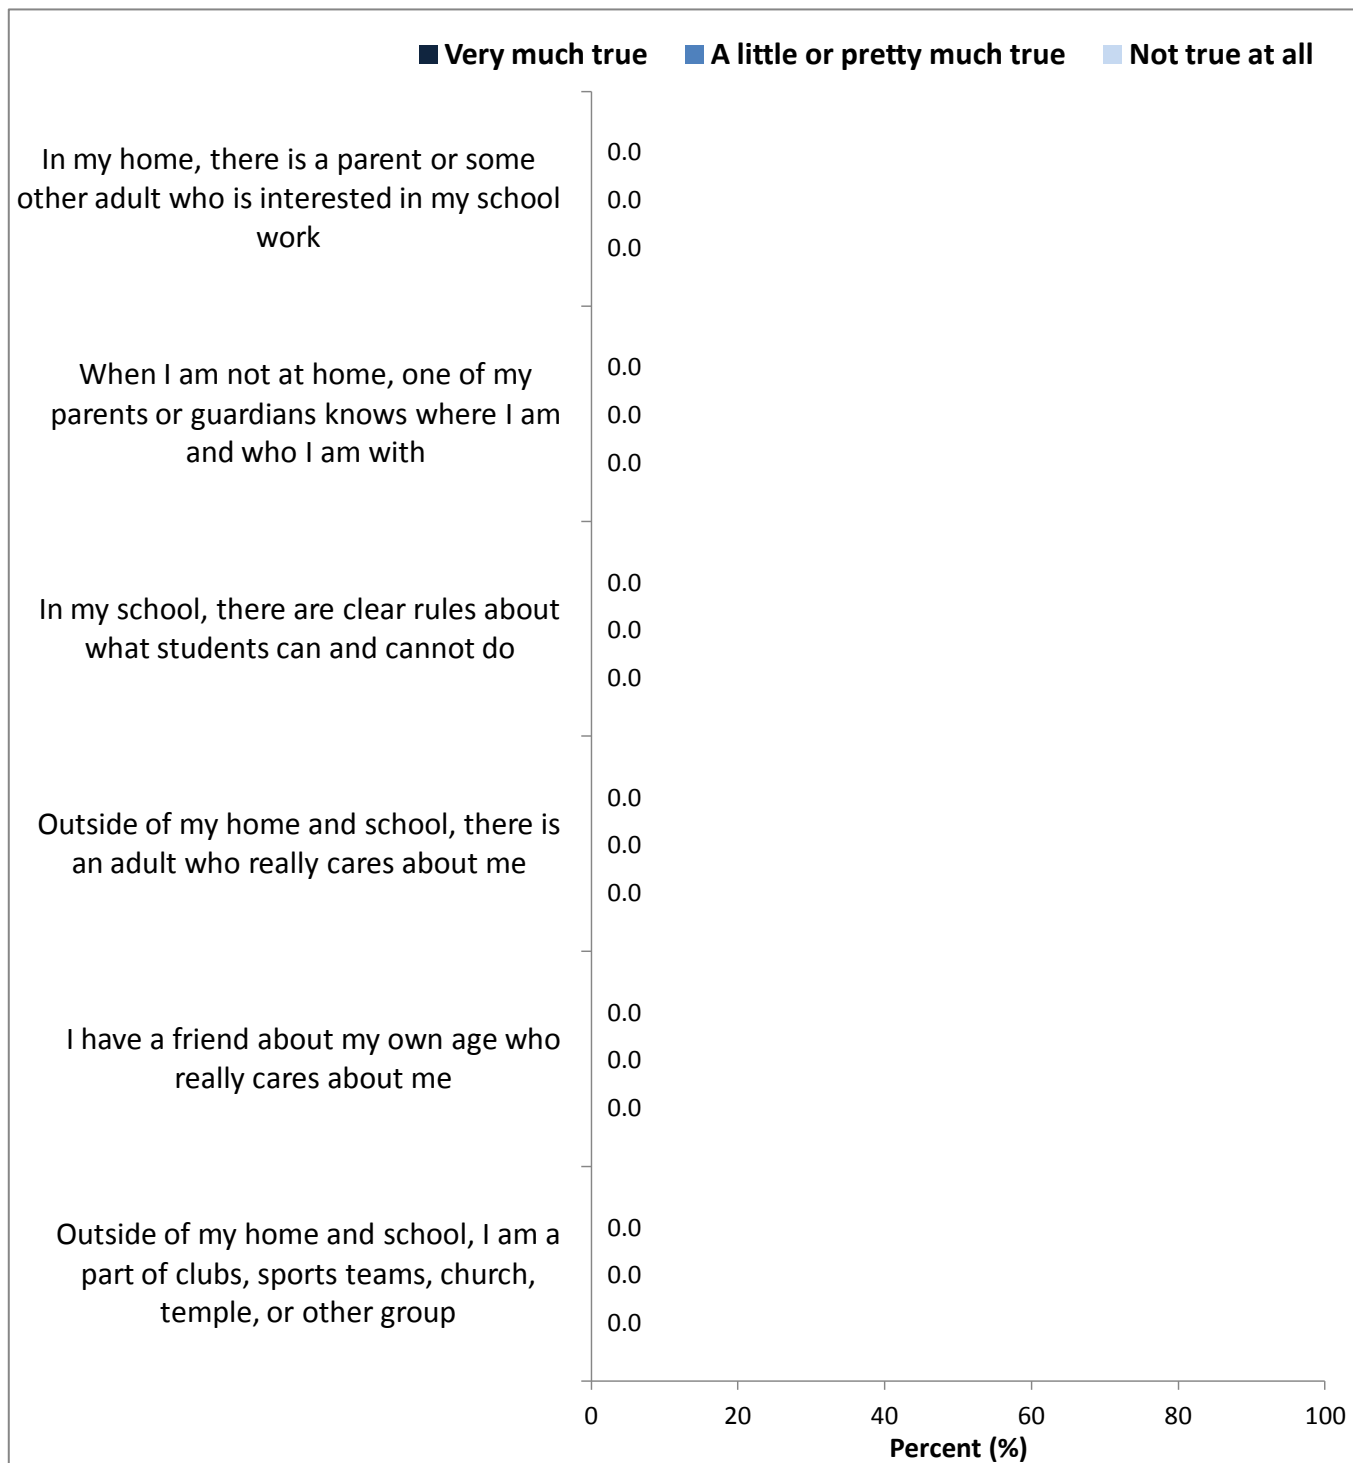 Very much true A little or pretty much true Not true at all
In my home, there is a parent or some
other adult who is interested in my school
work
0.0
0.0
0.0
When I am not at home, one of my
parents or guardians knows where I am
and who I am with
0.0
0.0
0.0
In my school, there are clear rules about
what students can and cannot do
0.0
0.0
0.0
Outside of my home and school, there is
an adult who really cares about me
0.0
0.0
0.0
I have a friend about my own age who
really cares about me
0.0
0.0
0.0
Outside of my home and school, I am a
part of clubs, sports teams, church,
temple, or other group
0.0
0.0
0.0
0 20 40 60 80 100
Percent (%)